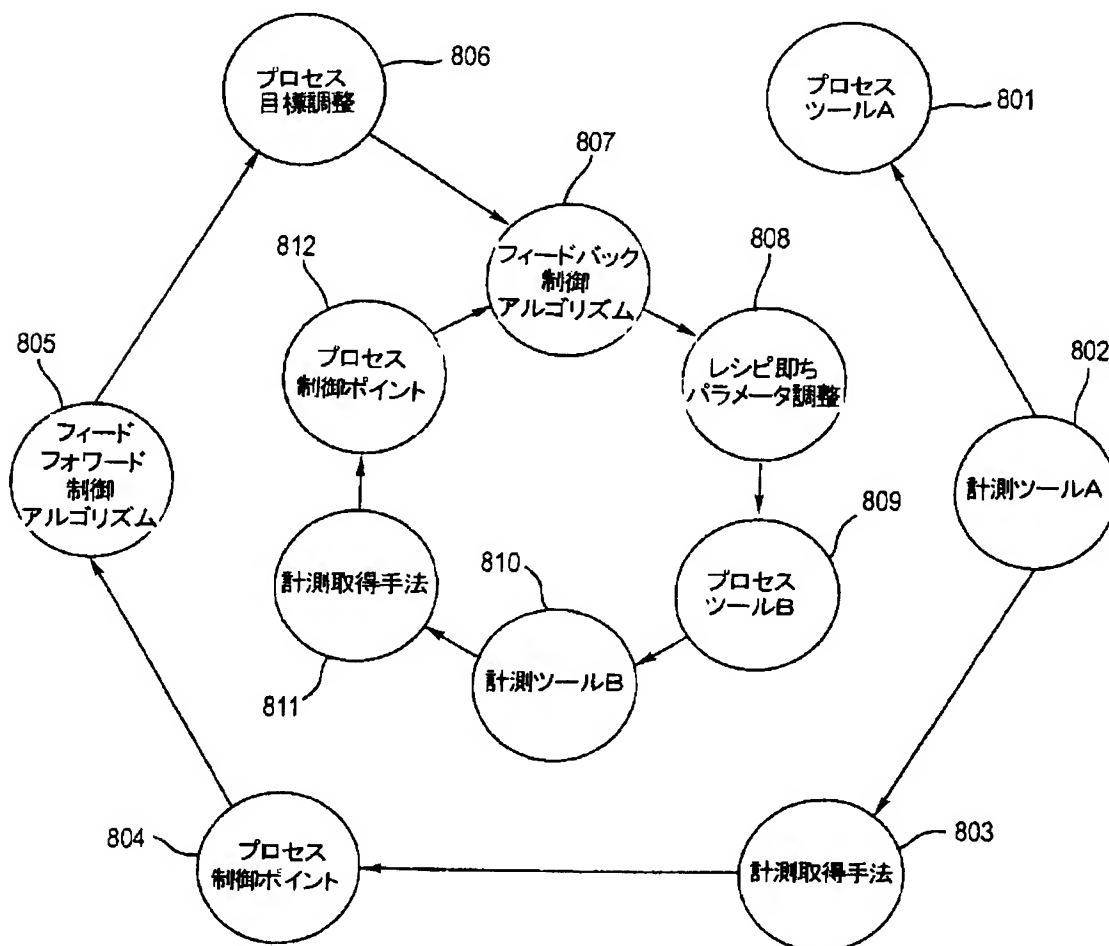 プロセス
目標調整
806
プロセス
ツールA
801
807
フィードバック
制御
アルゴリズム
812
プロセス
制御ポイント
808
レシピ即ち
パラメータ調整
805
フィード
フォワード
制御
アルゴリズム
802
計測ツールA
809
プロセス
ツールB
810
計測ツールB
計測取得手法
811
804
プロセス
制御ポイント
803
計測取得手法